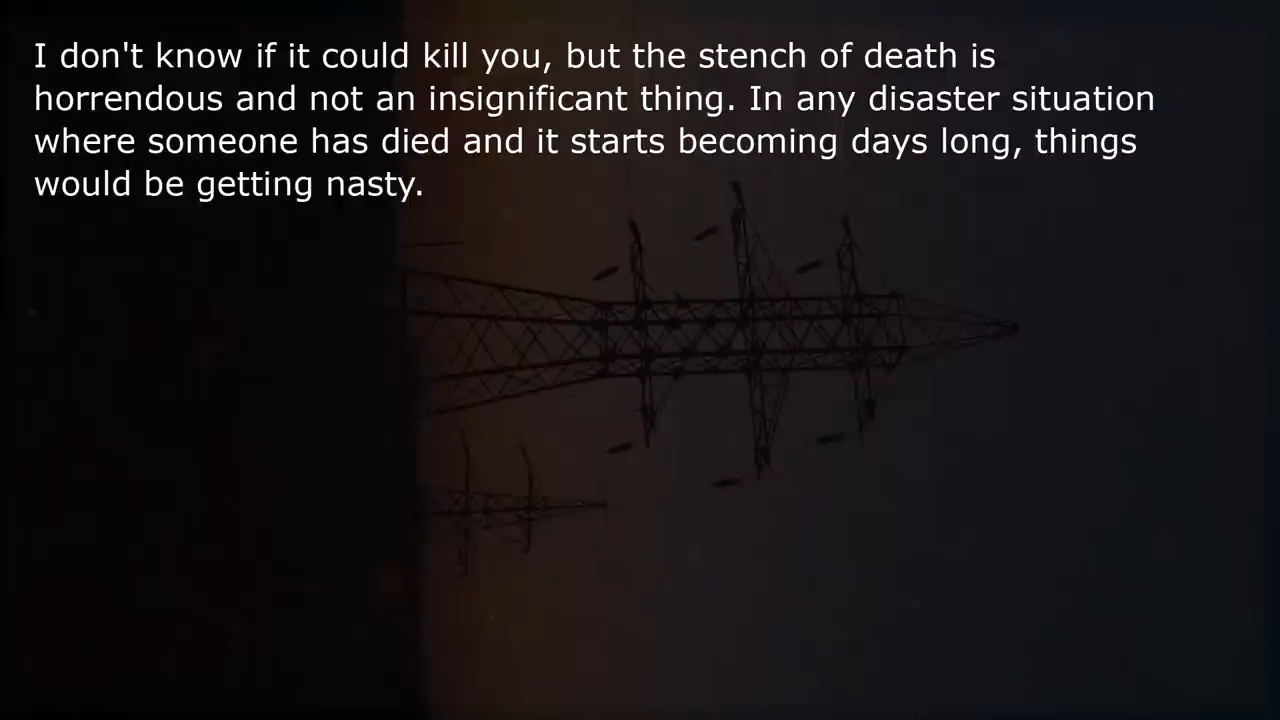 I don't know if it could kill you, but the stench of death is
horrendous and not an insignificant thing. In any disaster situation
where someone has died and it starts becoming days long, things
would be getting nasty.